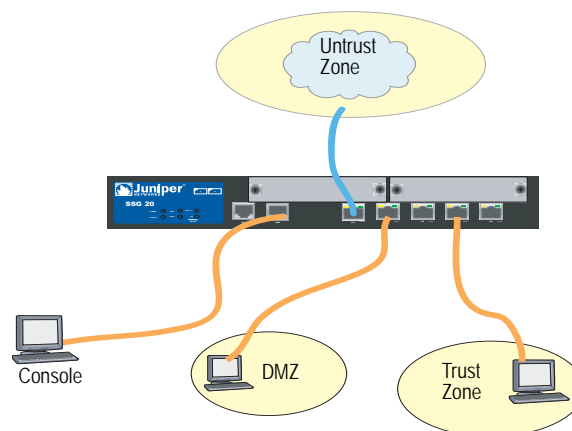 Untrust
Zone
Juniper
NETWORKS
SSG 20
Console
DMZ
Trust
Zone